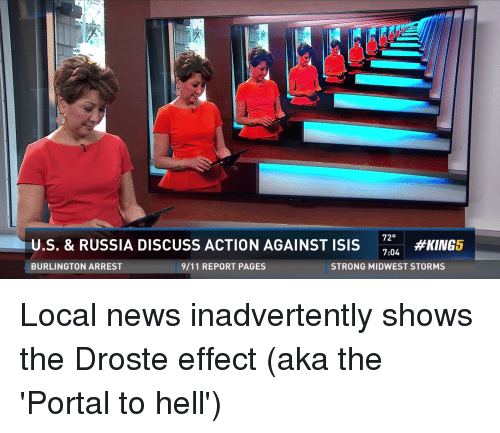 U.S. & RUSSIA DISCUSS ACTION AGAINST ISIS
72°
7:04
#KING5
BURLINGTON ARREST
9/11 REPORT PAGES
STRONG MIDWEST STORMS
Local news inadvertently shows
the Droste effect (aka the
'Portal to hell')